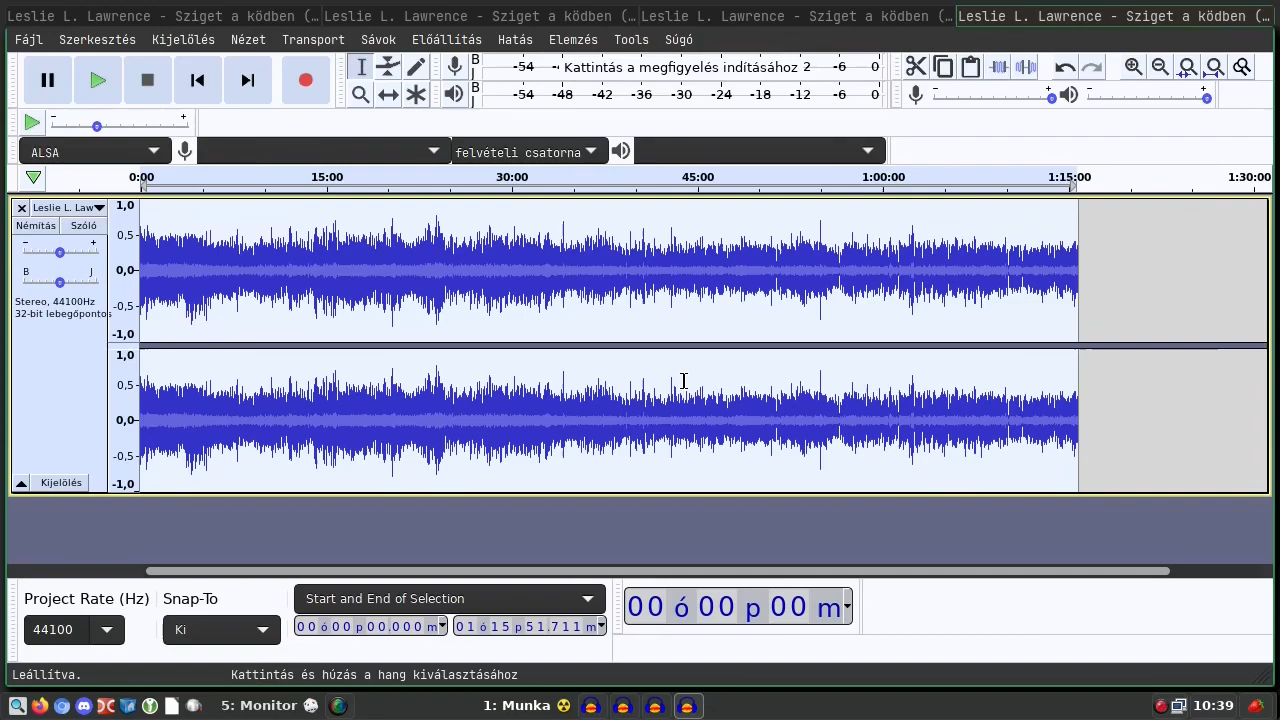 Leslie L. Lawrence - Sziget a ködben (… Leslie L. Lawrence - Sziget a ködben (… Leslie L. Lawrence - Sziget a ködben (… Leslie L. Lawrence - Sziget a ködben (…
Fájl Szerkesztés Kijelölés Nézet Transport Sávok Előállítás Hatás Elemzés Tools Súgó
B J -54 - Kattintás a megfigyelés indításához 2 -6 0
B J -54 -48 -42 -36 -30 -24 -18 -12 -6 0
- +
- +
- +
ALSA felvételi csatorna
0:00 15:00 30:00 45:00 1:00:00 1:15:00 1:30:00
Leslie L. Law
Némítás Szóló
- +
B J
Stereo, 44100Hz
32-bit lebegőpontos
Kijelölés
1,0
0,5
0,0
-0,5
-1,0
1,0
0,5
0,0
-0,5
-1,0
Project Rate (Hz) Snap-To Start and End of Selection
44100 Ki 00 ó 00 p 00.000 m 01 ó 15 p 51.711 m
00 ó 00 p 00 m
Leállítva. Kattintás és húzás a hang kiválasztásához
5: Monitor 1: Munka 10:39